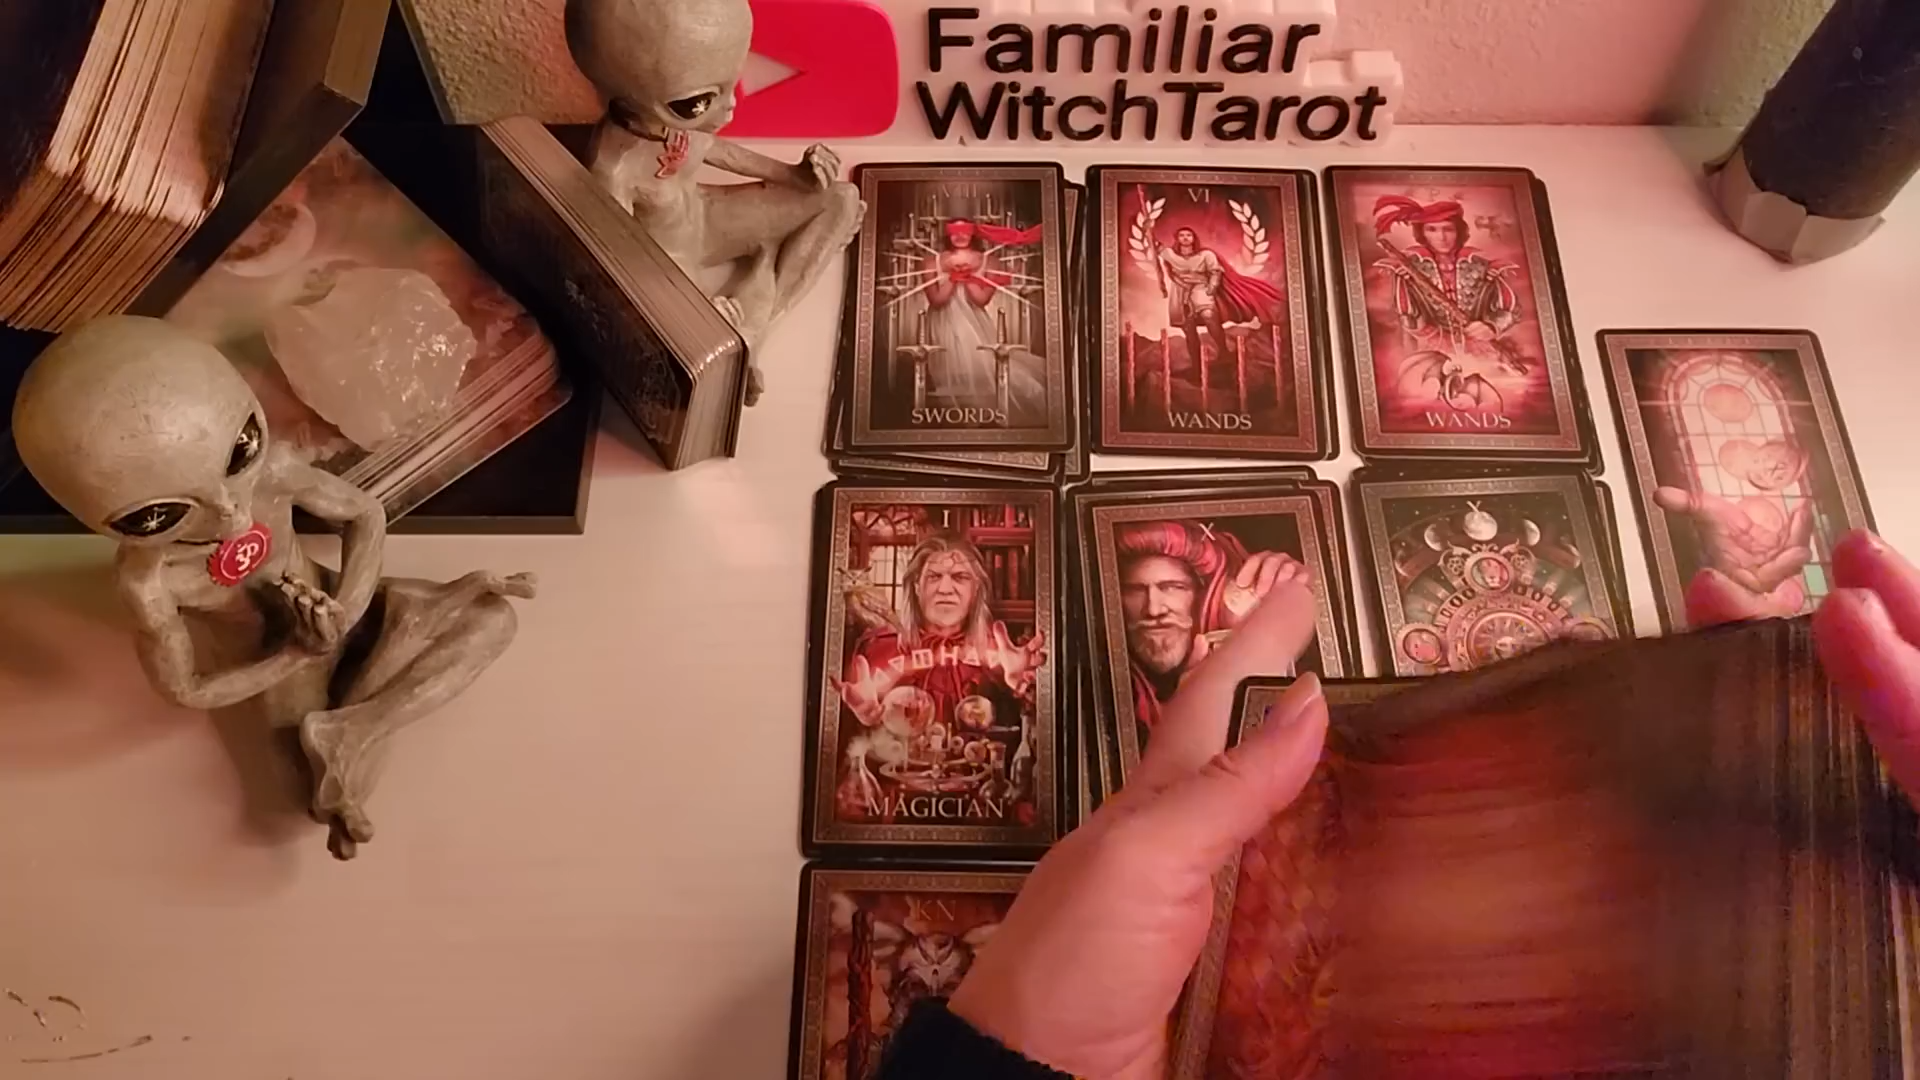 Familiar
WitchTarot
VIII
SWORDS
VI
WANDS
WANDS
I
MAGICIAN
X
X
KN